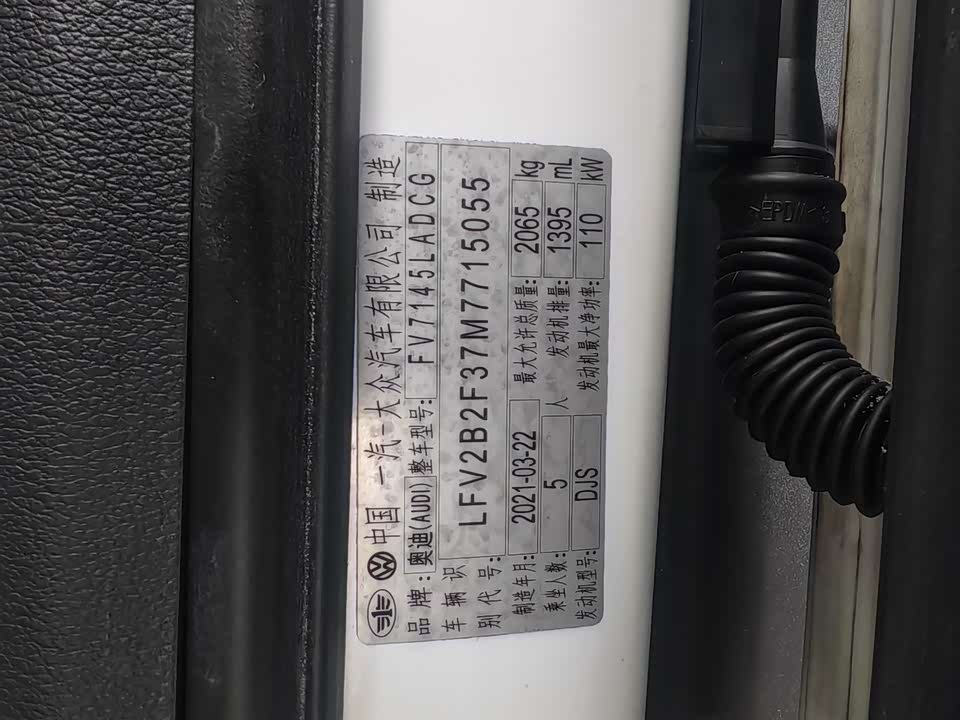 中国 一汽-大众汽车有限公司 制造
品牌: 奥迪(AUDI) 整车型号: FV7145LADCG
车辆识别代号: LFV2B2F37M7715055
制造年月: 2021-03-22 最大允许总质量: 2065 kg
乘坐人数: 5 人 发动机排量: 1395 mL
发动机型号: DJS 发动机最大净功率: 110 kW
>EPDM<